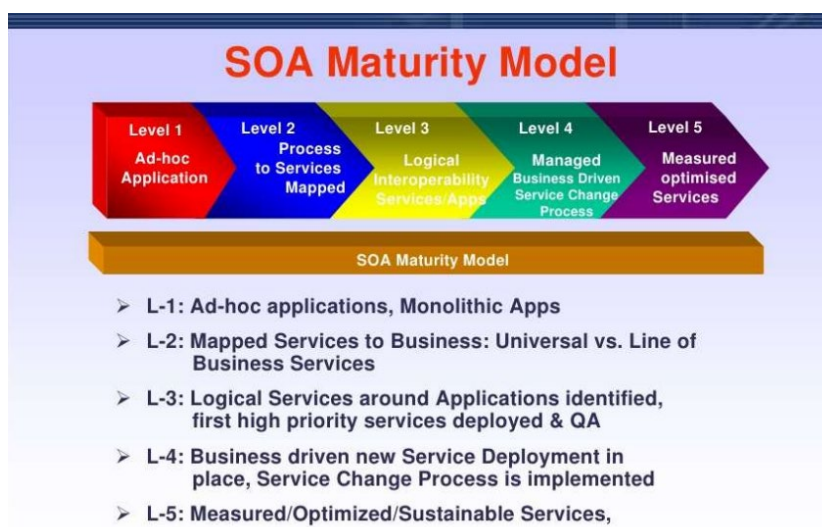 SOA Maturity Model
Level 1
Ad-hoc
Application
Level 2
Process
to Services
Mapped
Level 3
Logical
Interoperability
Services/Apps
Level 4
Managed
Business Driven
Service Change
Process
Level 5
Measured
optimised
Services
SOA Maturity Model
➢ L-1: Ad-hoc applications, Monolithic Apps
➢ L-2: Mapped Services to Business: Universal vs. Line of
Business Services
➢ L-3: Logical Services around Applications identified,
first high priority services deployed & QA
➢ L-4: Business driven new Service Deployment in
place, Service Change Process is implemented
➢ L-5: Measured/Optimized/Sustainable Services,